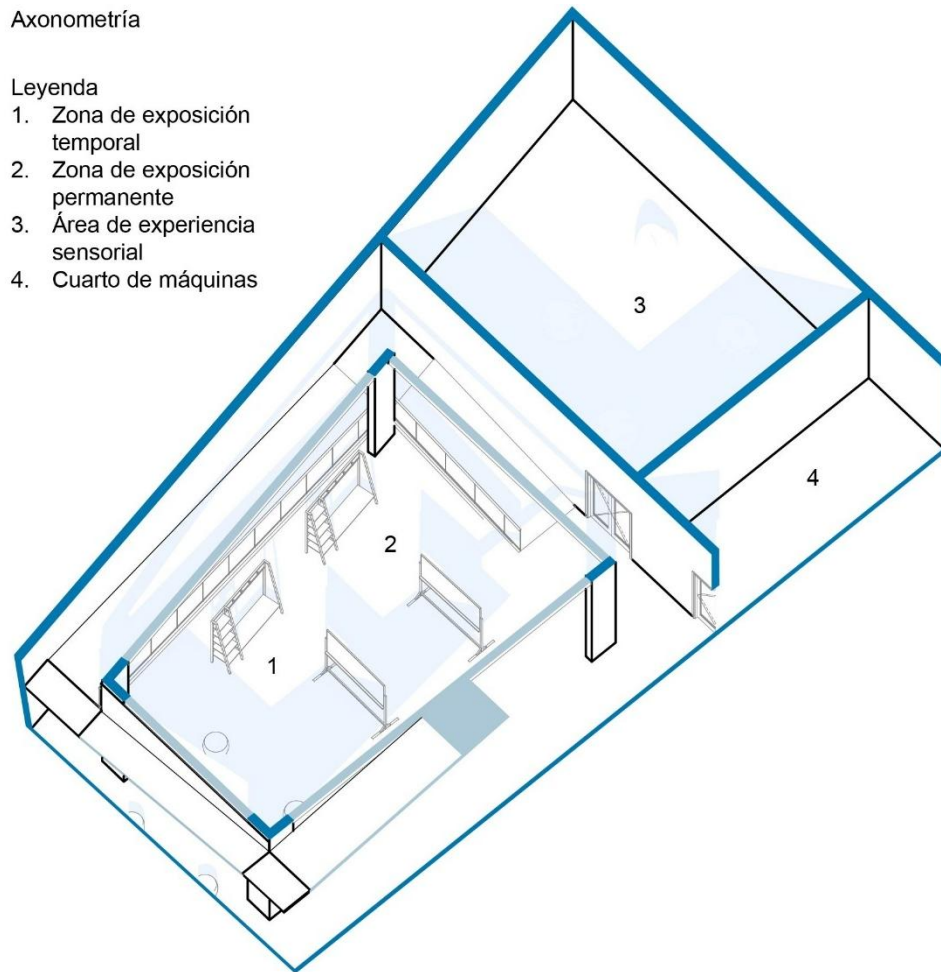 Axonometría
Leyenda
1. Zona de exposición
temporal
2. Zona de exposición
permanente
3. Área de experiencia
sensorial
4. Cuarto de máquinas
3
4
2
1